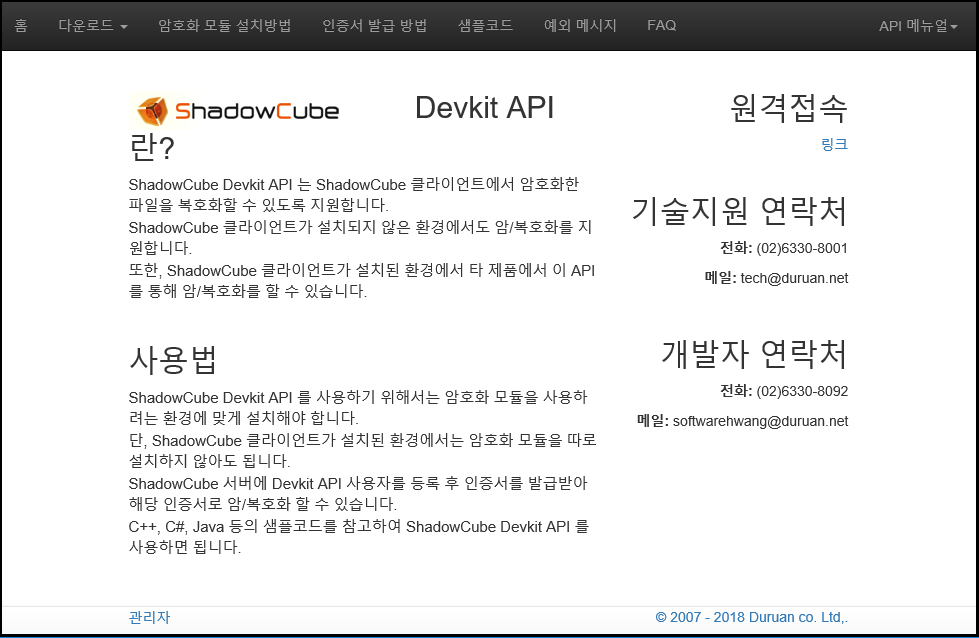 홈 다운로드 암호화 모듈 설치방법 인증서 발급 방법 샘플코드 예외 메시지 FAQ API 메뉴얼
ShadowCube Devkit API
란?
ShadowCube Devkit API 는 ShadowCube 클라이언트에서 암호화한
파일을 복호화할 수 있도록 지원합니다.
ShadowCube 클라이언트가 설치되지 않은 환경에서도 암/복호화를 지
원합니다.
또한, ShadowCube 클라이언트가 설치된 환경에서 타 제품에서 이 API
를 통해 암/복호화를 할 수 있습니다.
사용법
ShadowCube Devkit API 를 사용하기 위해서는 암호화 모듈을 사용하
려는 환경에 맞게 설치해야 합니다.
단, ShadowCube 클라이언트가 설치된 환경에서는 암호화 모듈을 따로
설치하지 않아도 됩니다.
ShadowCube 서버에 Devkit API 사용자를 등록 후 인증서를 발급받아
해당 인증서로 암/복호화 할 수 있습니다.
C++, C#, Java 등의 샘플코드를 참고하여 ShadowCube Devkit API 를
사용하면 됩니다.
원격접속
링크
기술지원 연락처
전화: (02)6330-8001
메일: tech@duruan.net
개발자 연락처
전화: (02)6330-8092
메일: softwarehwang@duruan.net
관리자 © 2007 - 2018 Duruan co. Ltd,.